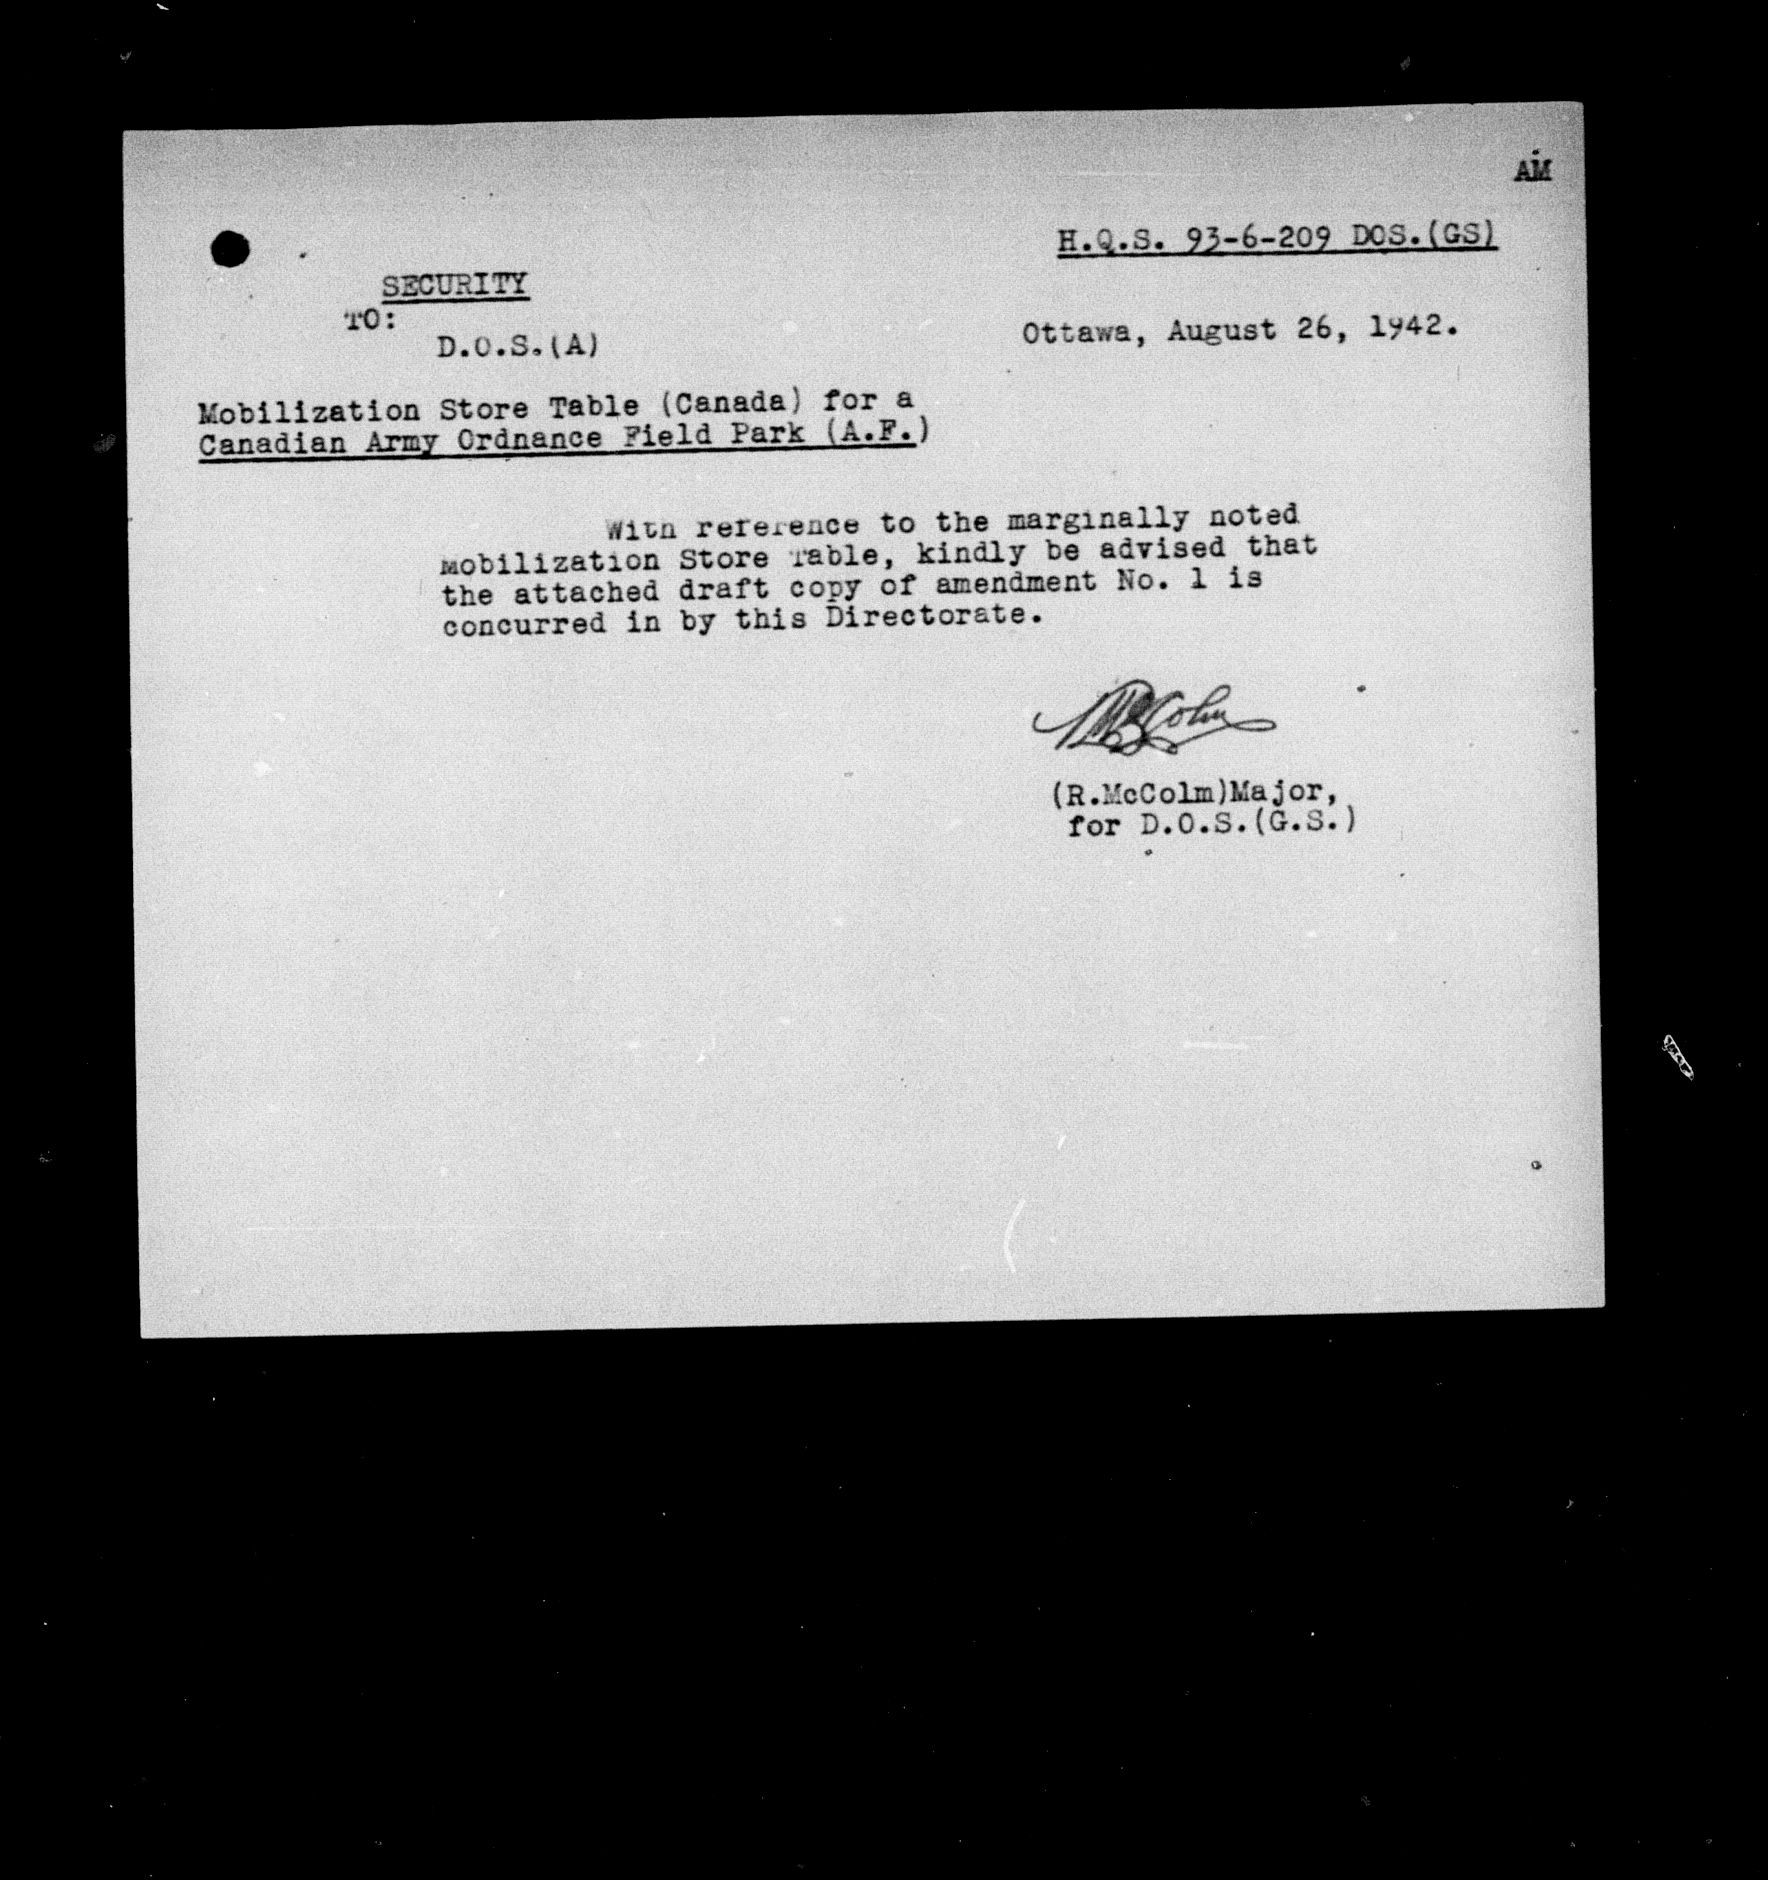 AM
H.Q.S. 93-6-209 DOS.(GS)
SECURITY
TO:
D.O.S.(A)
Ottawa, August 26, 1942.
Mobilization Store Table (Canada) for a
Canadian Army Ordnance Field Park (A.F.)
With reference to the marginally noted
Mobilization Store Table, kindly be advised that
the attached draft copy of amendment No. 1 is
concurred in by this Directorate.
R McColm
(R.McColm)Major,
for D.O.S.(G.S.)